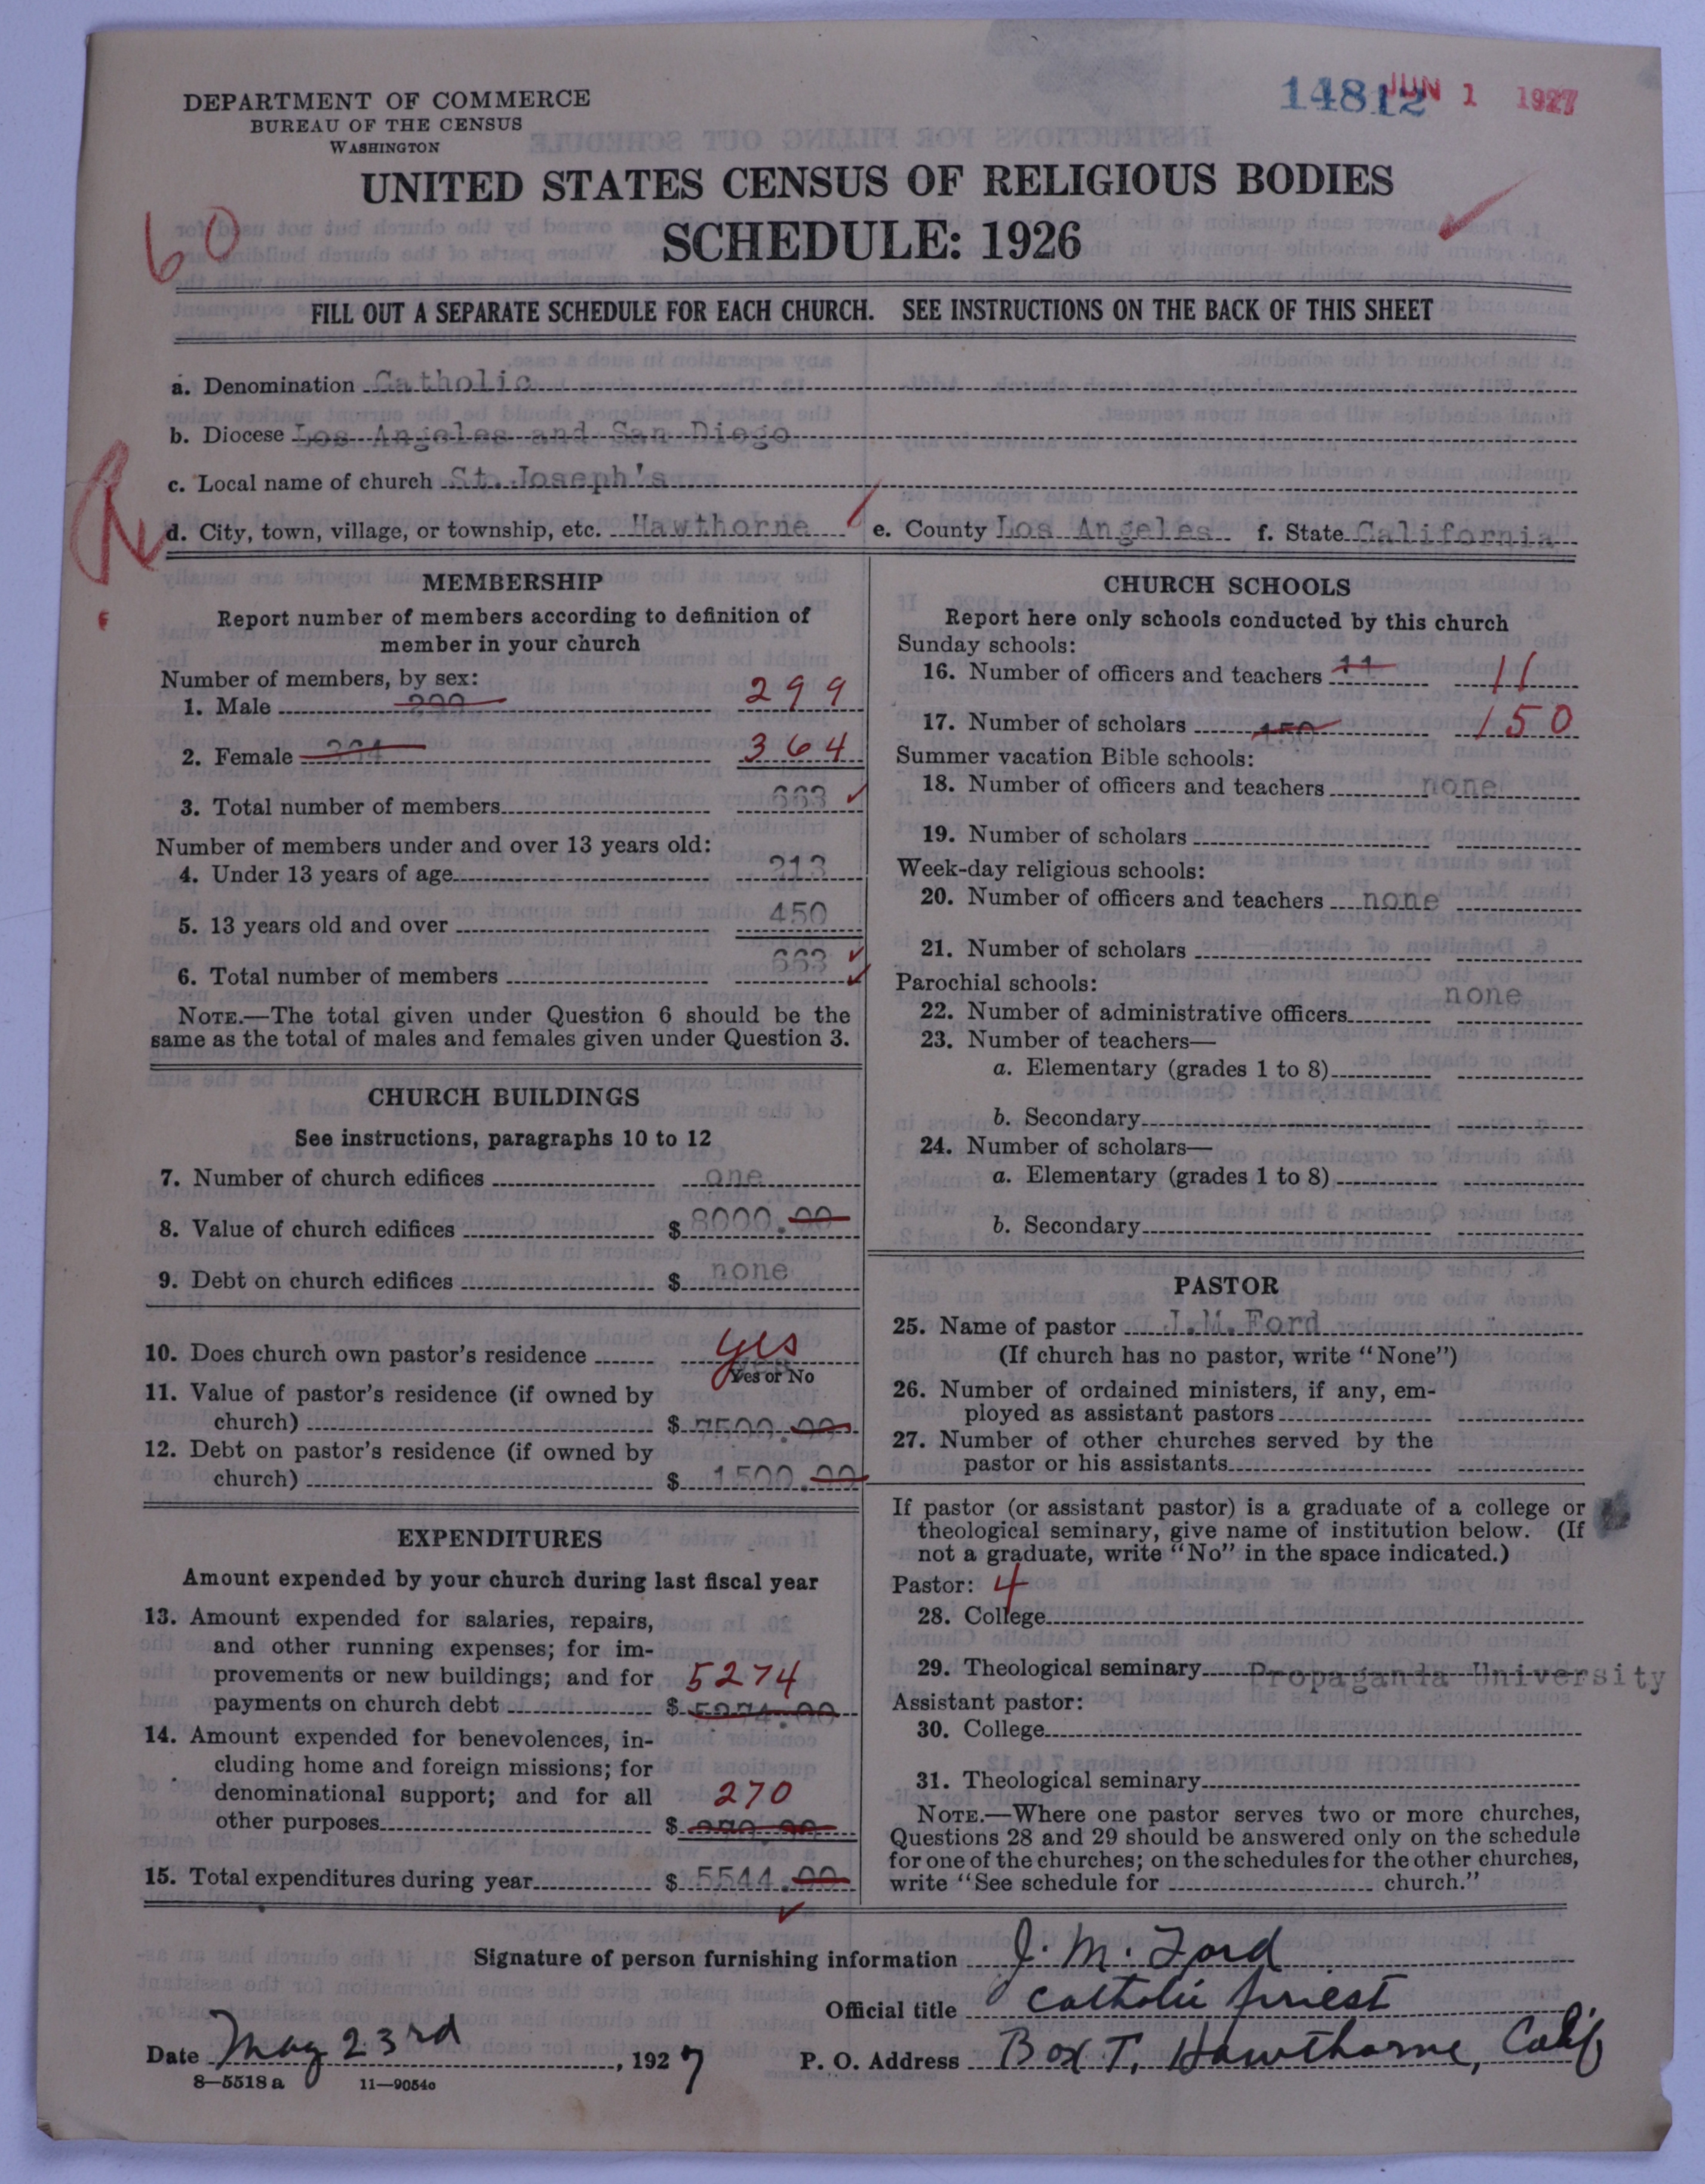 DEPARTMENT OF COMMERCE
BUREAU OF THE CENSUS
WASHINGTON
14812 JUN 1 1927
UNITED STATES CENSUS OF RELIGIOUS BODIES
SCHEDULE: 1926
60
FILL OUT A SEPARATE SCHEDULE FOR EACH CHURCH. SEE INSTRUCTIONS ON THE BACK OF THIS SHEET
a. Denomination Catholic
b. Diocese Los Angeles and San Diego
c. Local name of church St. Joseph's
d. City, town, village, or township, etc. Hawthorne e. County Los Angeles f. State California
MEMBERSHIP
Report number of members according to definition of
member in your church
Number of members, by sex:
1. Male 299 299
2. Female 364
3. Total number of members 663
Number of members under and over 13 years old:
4. Under 13 years of age 213
5. 13 years old and over 450
6. Total number of members 663
NOTE.—The total given under Question 6 should be the
same as the total of males and females given under Question 3.
CHURCH BUILDINGS
See instructions, paragraphs 10 to 12
7. Number of church edifices one
8. Value of church edifices $ 8000.00
9. Debt on church edifices $ none
10. Does church own pastor's residence yes
Yes or No
11. Value of pastor's residence (if owned by
church) $ 7500.00
12. Debt on pastor's residence (if owned by
church) $ 1500.00
EXPENDITURES
Amount expended by your church during last fiscal year
13. Amount expended for salaries, repairs,
and other running expenses; for im-
provements or new buildings; and for 5274
payments on church debt $ 5274.00
14. Amount expended for benevolences, in-
cluding home and foreign missions; for
denominational support; and for all 270
other purposes $ 270.00
15. Total expenditures during year $ 5544.00
CHURCH SCHOOLS
Report here only schools conducted by this church
Sunday schools:
16. Number of officers and teachers 11 11
17. Number of scholars 150 150
Summer vacation Bible schools:
18. Number of officers and teachers none
19. Number of scholars
Week-day religious schools:
20. Number of officers and teachers none
21. Number of scholars
Parochial schools:
22. Number of administrative officers none
23. Number of teachers—
a. Elementary (grades 1 to 8)
b. Secondary
24. Number of scholars—
a. Elementary (grades 1 to 8)
b. Secondary
PASTOR
25. Name of pastor J.M.Ford
(If church has no pastor, write "None")
26. Number of ordained ministers, if any, em-
ployed as assistant pastors
27. Number of other churches served by the
pastor or his assistants
If pastor (or assistant pastor) is a graduate of a college or
theological seminary, give name of institution below. (If
not a graduate, write "No" in the space indicated.)
Pastor: 4
28. College
29. Theological seminary Propaganda University
Assistant pastor:
30. College
31. Theological seminary
NOTE.—Where one pastor serves two or more churches,
Questions 28 and 29 should be answered only on the schedule
for one of the churches; on the schedules for the other churches,
write "See schedule for church."
Signature of person furnishing information J. M. Ford
Official title Catholic priest
Date May 23rd, 1927 P. O. Address Box T, Hawthorne, Calif.
8—5518 a 11—9054c